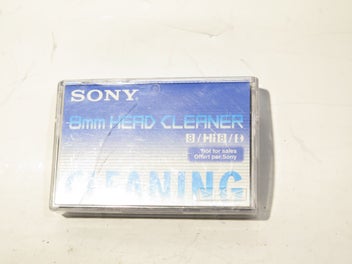 SONY
8mm HEAD CLEANER
8/Hi8/
Not for sales
Offert par Sony
CLEANING